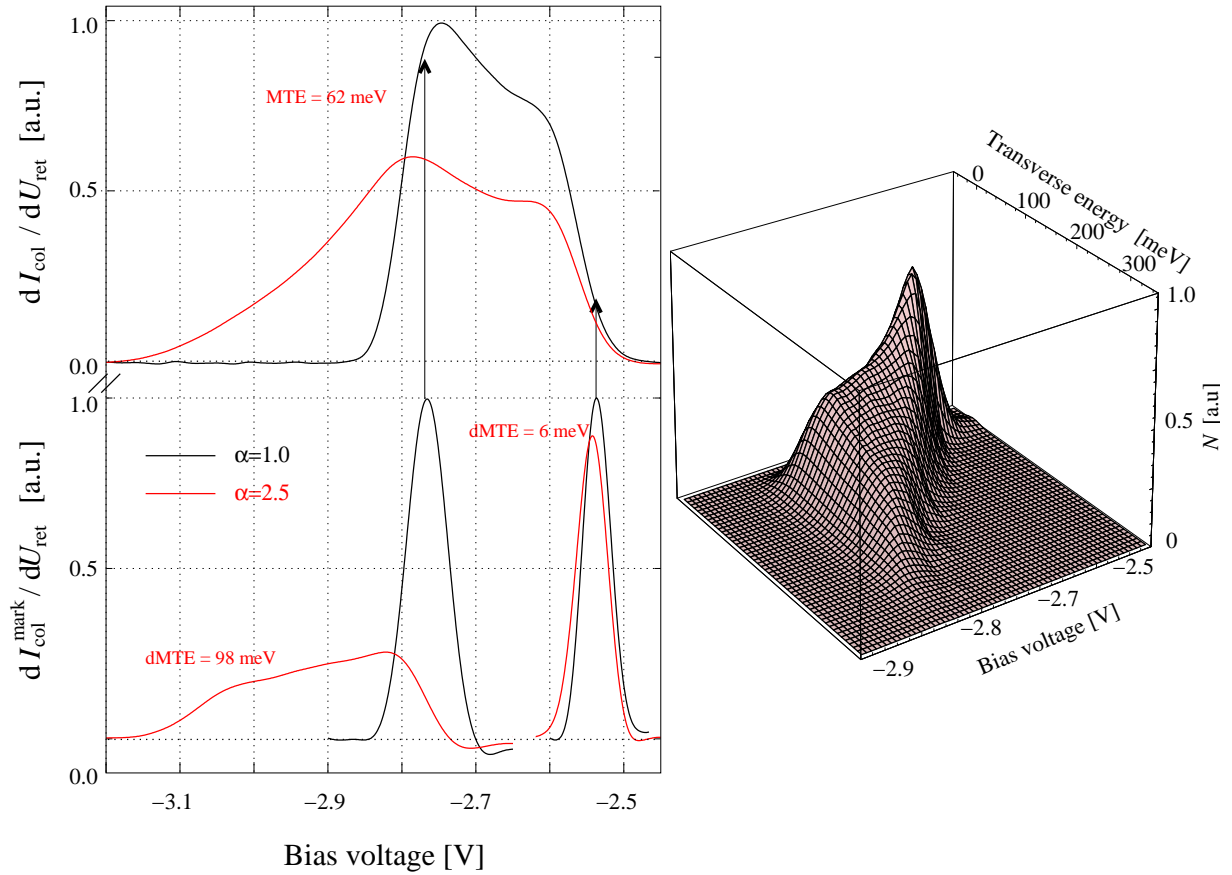 1.0
0.5
0.0
d I_col / dU_ret [a.u.]
MTE = 62 meV
1.0
0.5
0.0
d I_col^mark / dU_ret [a.u.]
α=1.0
α=2.5
dMTE = 6 meV
dMTE = 98 meV
−3.1 −2.9 −2.7 −2.5
Bias voltage [V]
Transverse energy [meV]
0 100 200 300
1.0
0.5
0
N [a.u]
−2.9 −2.8 −2.7 −2.5
Bias voltage [V]